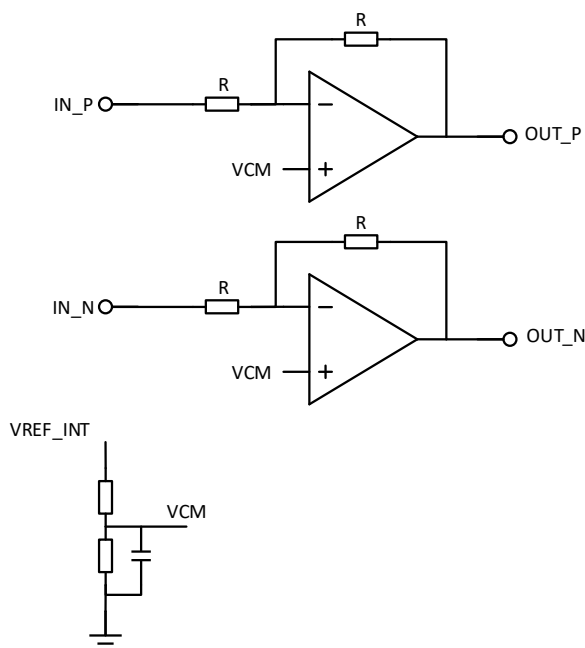 R
R
IN_P
OUT_P
VCM
R
R
IN_N
OUT_N
VCM
VREF_INT
VCM